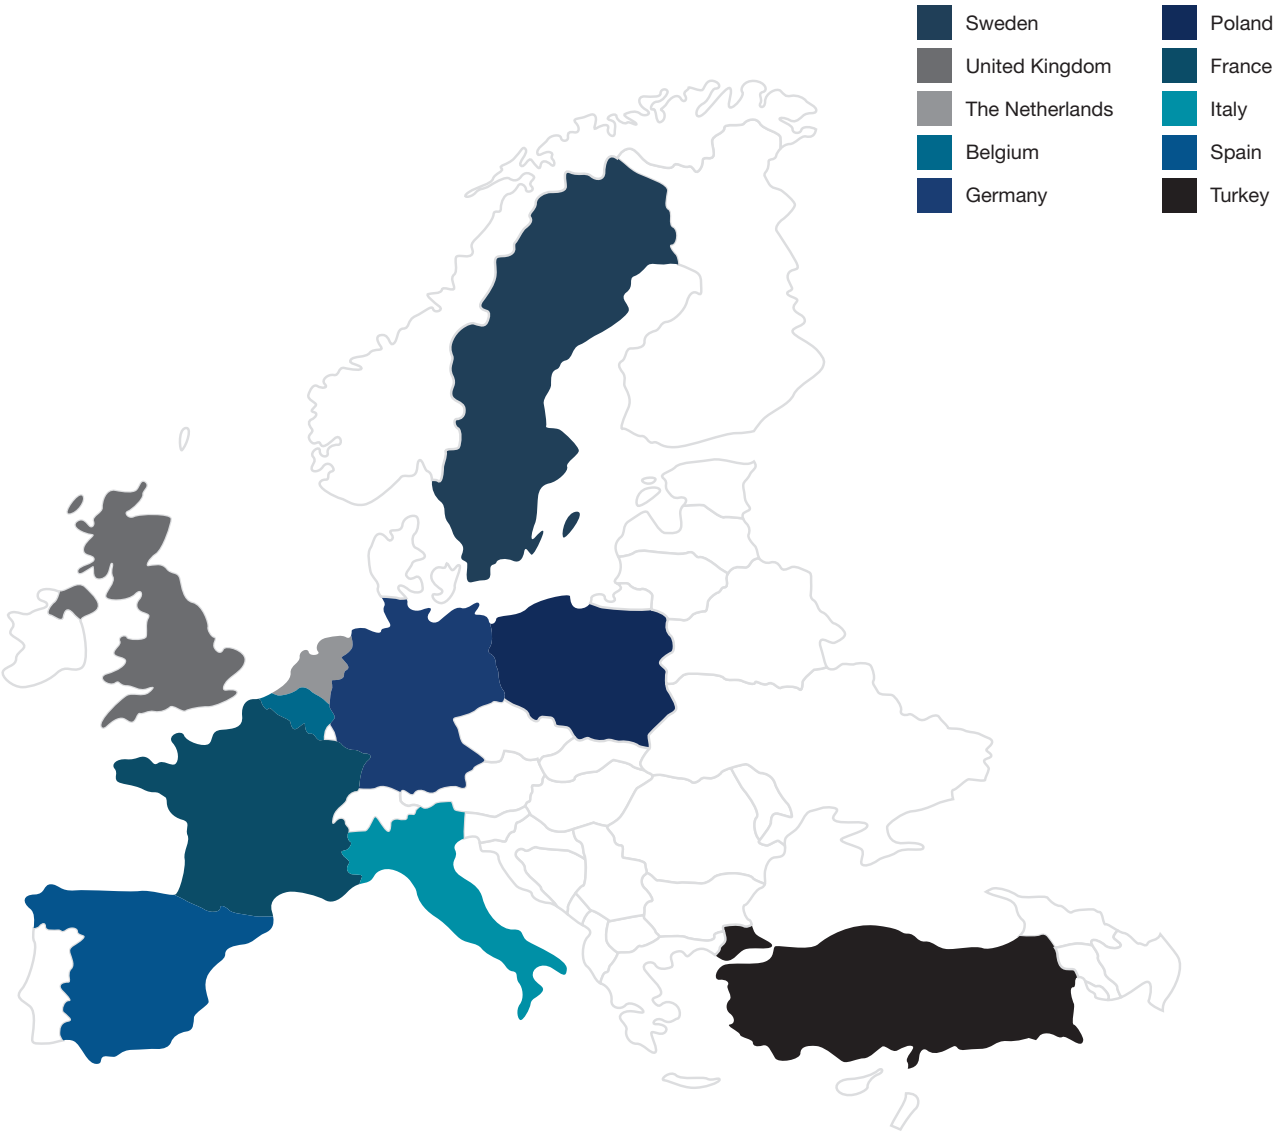 Sweden
United Kingdom
The Netherlands
Belgium
Germany
Poland
France
Italy
Spain
Turkey